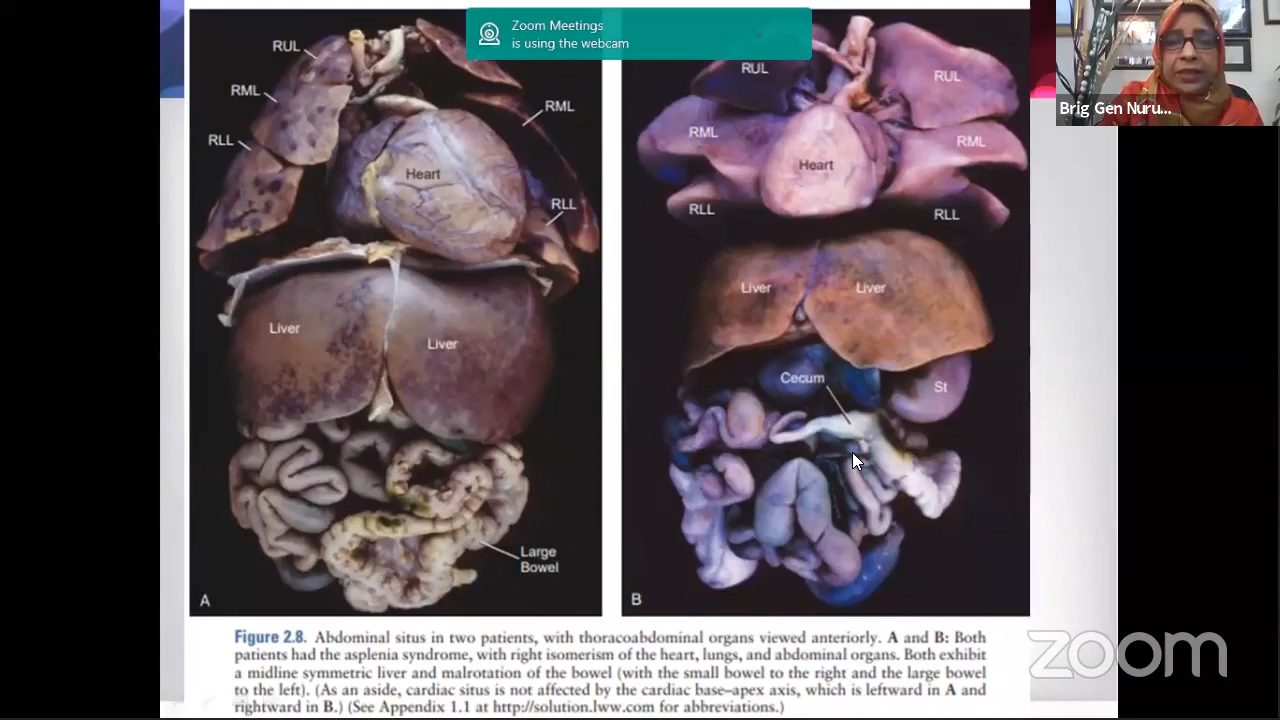 Zoom Meetings
is using the webcam
Brig Gen Nuru...
RUL
RML
RLL
Heart
RML
RLL
Liver
Liver
Large
Bowel
A
RUL
RUL
RML
RML
Heart
RLL
RLL
Liver
Liver
Cecum
St
B
Figure 2.8. Abdominal situs in two patients, with thoracoabdominal organs viewed anteriorly. A and B: Both
patients had the asplenia syndrome, with right isomerism of the heart, lungs, and abdominal organs. Both exhibit
a midline symmetric liver and malrotation of the bowel (with the small bowel to the right and the large bowel
to the left). (As an aside, cardiac situs is not affected by the cardiac base–apex axis, which is leftward in A and
rightward in B.) (See Appendix 1.1 at http://solution.lww.com for abbreviations.)
zoom